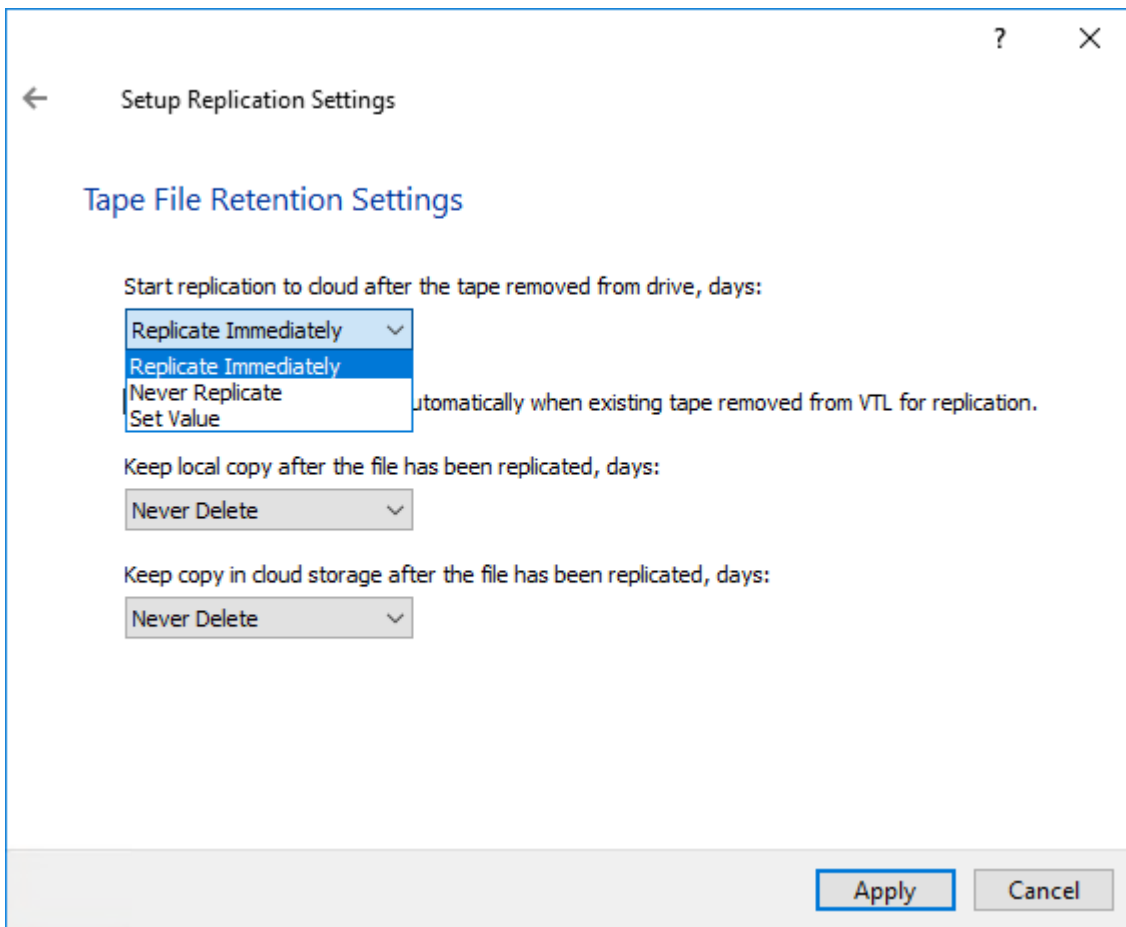 ?
Setup Replication Settings
Tape File Retention Settings
Start replication to cloud after the tape removed from drive, days:
Replicate Immediately
Replicate Immediately
Never Replicate
Set Value
automatically when existing tape removed from VTL for replication.
Keep local copy after the file has been replicated, days:
Never Delete
Keep copy in cloud storage after the file has been replicated, days:
Never Delete
Apply Cancel